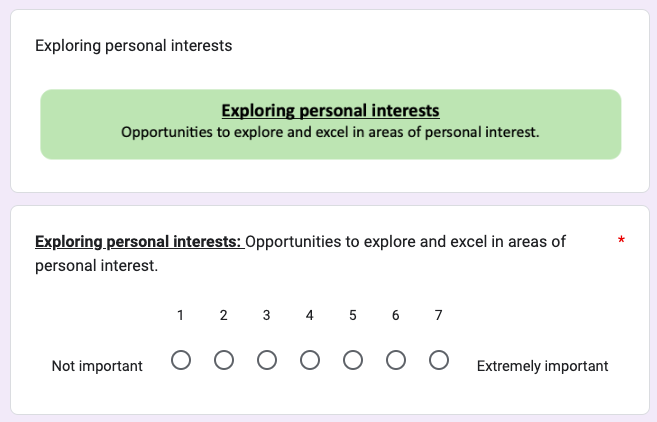 Exploring personal interests
Exploring personal interests
Opportunities to explore and excel in areas of personal interest.
Exploring personal interests: Opportunities to explore and excel in areas of *
personal interest.
1 2 3 4 5 6 7
Not important Extremely important